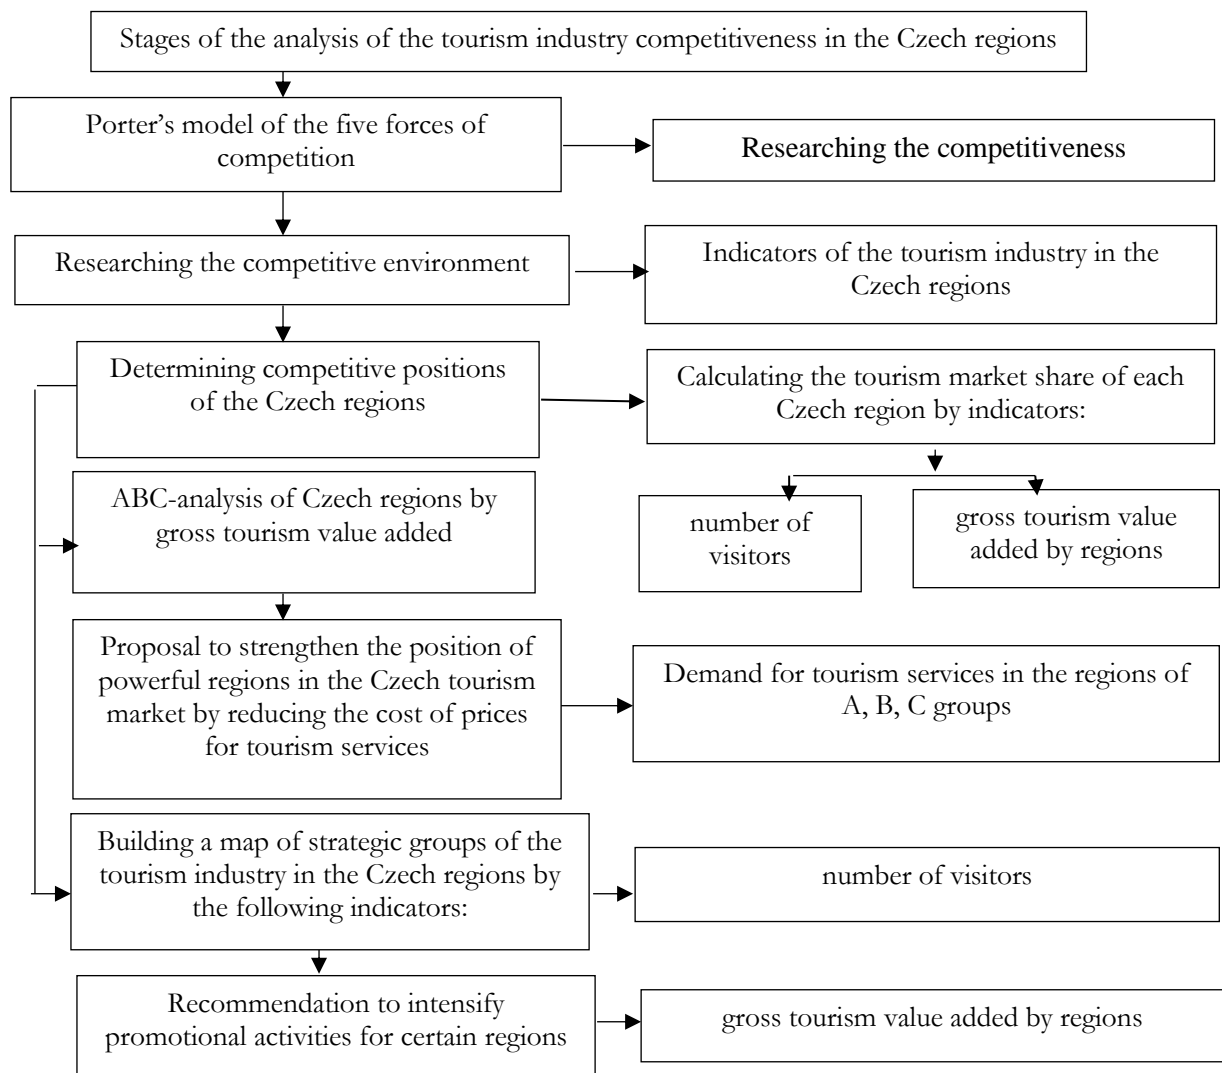 Stages of the analysis of the tourism industry competitiveness in the Czech regions
Porter’s model of the five forces of
competition
Researching the competitiveness
Researching the competitive environment
Indicators of the tourism industry in the
Czech regions
Determining competitive positions
of the Czech regions
Calculating the tourism market share of each
Czech region by indicators:
ABC-analysis of Czech regions by
gross tourism value added
number of
visitors
gross tourism value
added by regions
Proposal to strengthen the position of
powerful regions in the Czech tourism
market by reducing the cost of prices
for tourism services
Demand for tourism services in the regions of
A, B, C groups
Building a map of strategic groups of the
tourism industry in the Czech regions by
the following indicators:
number of visitors
Recommendation to intensify
promotional activities for certain regions
gross tourism value added by regions